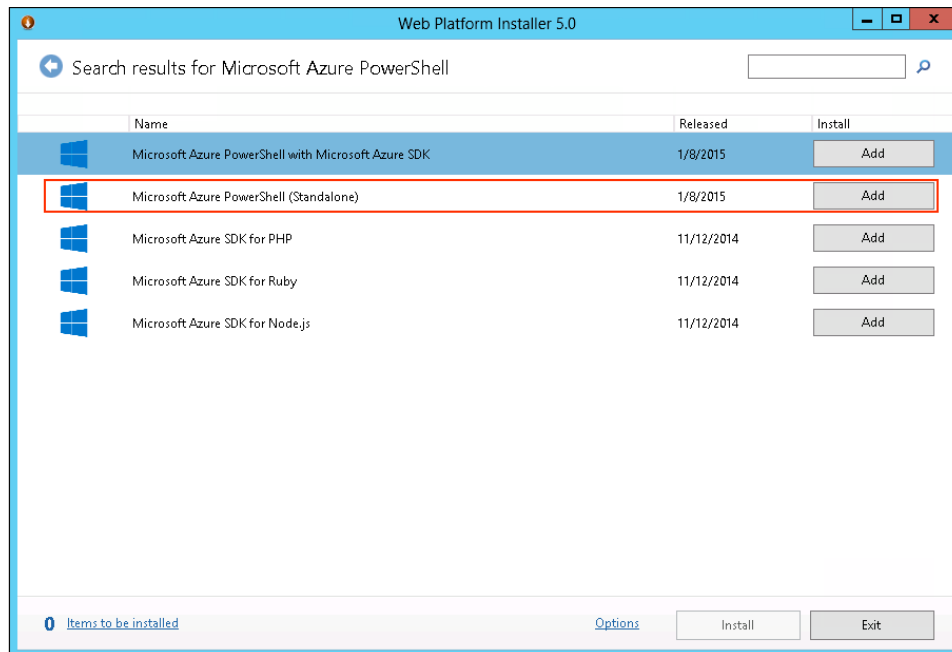 Web Platform Installer 5.0
Search results for Microsoft Azure PowerShell
Name Released Install
Microsoft Azure PowerShell with Microsoft Azure SDK 1/8/2015 Add
Microsoft Azure PowerShell (Standalone) 1/8/2015 Add
Microsoft Azure SDK for PHP 11/12/2014 Add
Microsoft Azure SDK for Ruby 11/12/2014 Add
Microsoft Azure SDK for Node.js 11/12/2014 Add
0 Items to be installed Options Install Exit